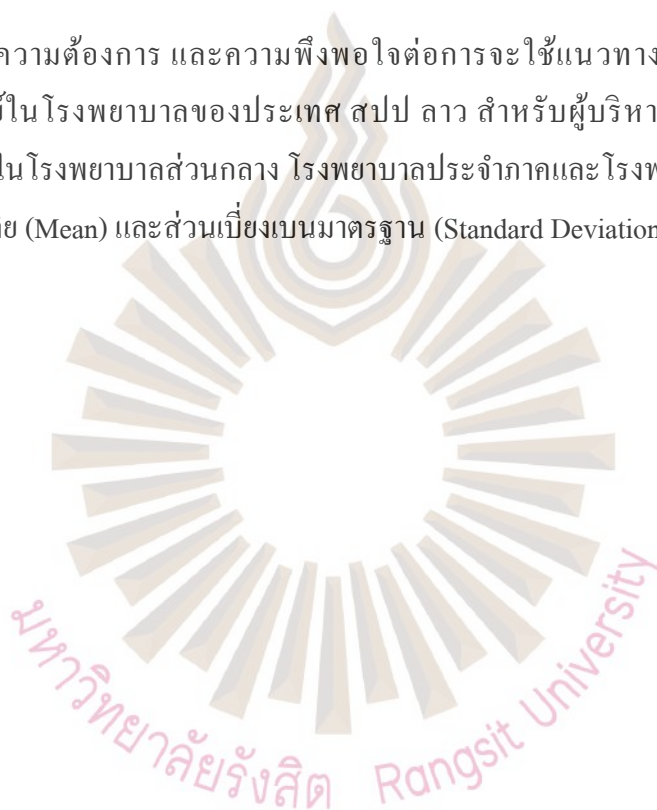 ความต้องการ และความพึงพอใจต่อการจะใช้แนวทาง
ในโรงพยาบาลของประเทศ สปป ลาว สำหรับผู้บริหา
ในโรงพยาบาลส่วนกลาง โรงพยาบาลประจำภาคและโรงพ
(Mean) และส่วนเบี่ยงเบนมาตรฐาน (Standard Deviation
มหาวิทยาลัยรังสิต Rangsit University